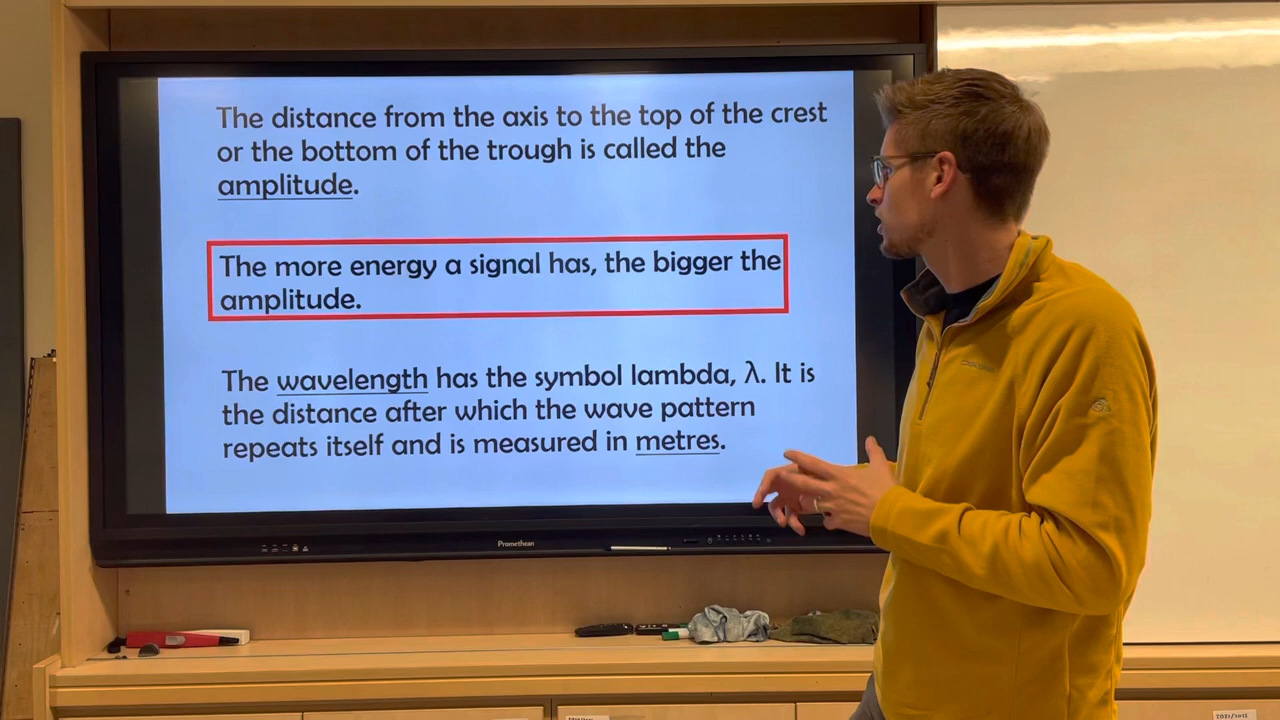 The distance from the axis to the top of the crest
or the bottom of the trough is called the
amplitude.
The more energy a signal has, the bigger the
amplitude.
The wavelength has the symbol lambda, λ. It is
the distance after which the wave pattern
repeats itself and is measured in metres.
Promethean